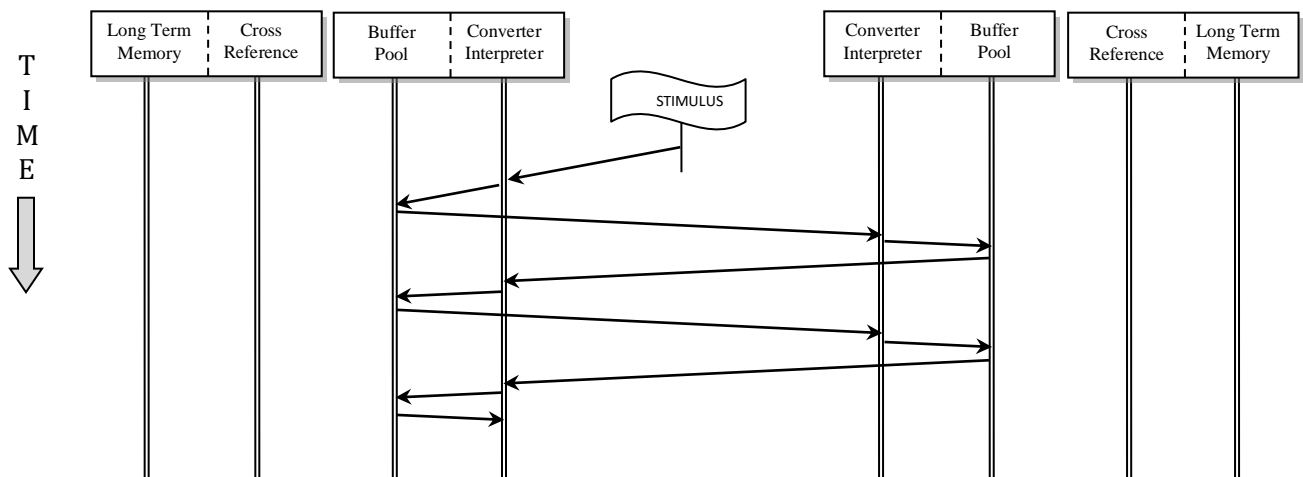 Long Term
Memory
Cross
Reference
Buffer
Pool
Converter
Interpreter
Converter
Interpreter
Buffer
Pool
Cross
Reference
Long Term
Memory
T
I
M
E
STIMULUS